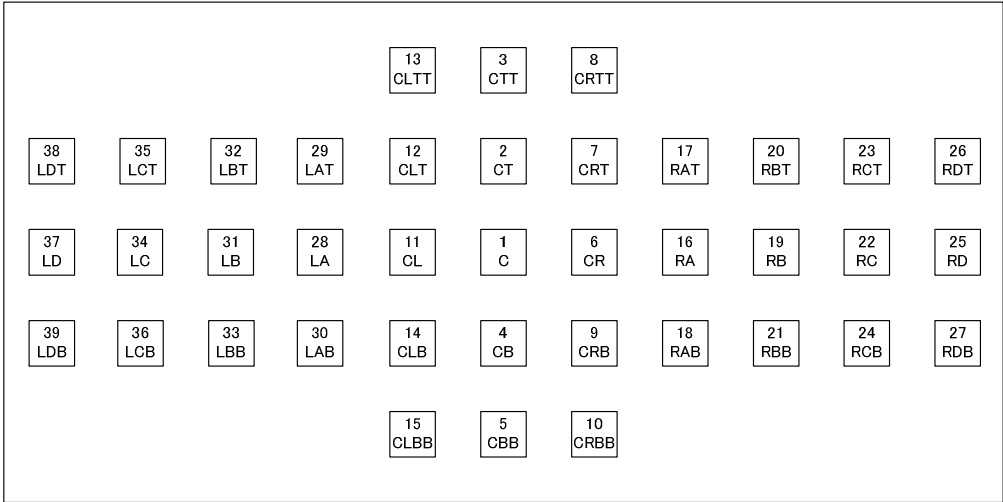 13 3 8
CLTT CTT CRTT
38 35 32 29 12 2 7 17 20 23 26
LDT LCT LBT LAT CLT CT CRT RAT RBT RCT RDT
37 34 31 28 11 1 6 16 19 22 25
LD LC LB LA CL C CR RA RB RC RD
39 36 33 30 14 4 9 18 21 24 27
LDB LCB LBB LAB CLB CB CRB RAB RBB RCB RDB
15 5 10
CLBB CBB CRBB